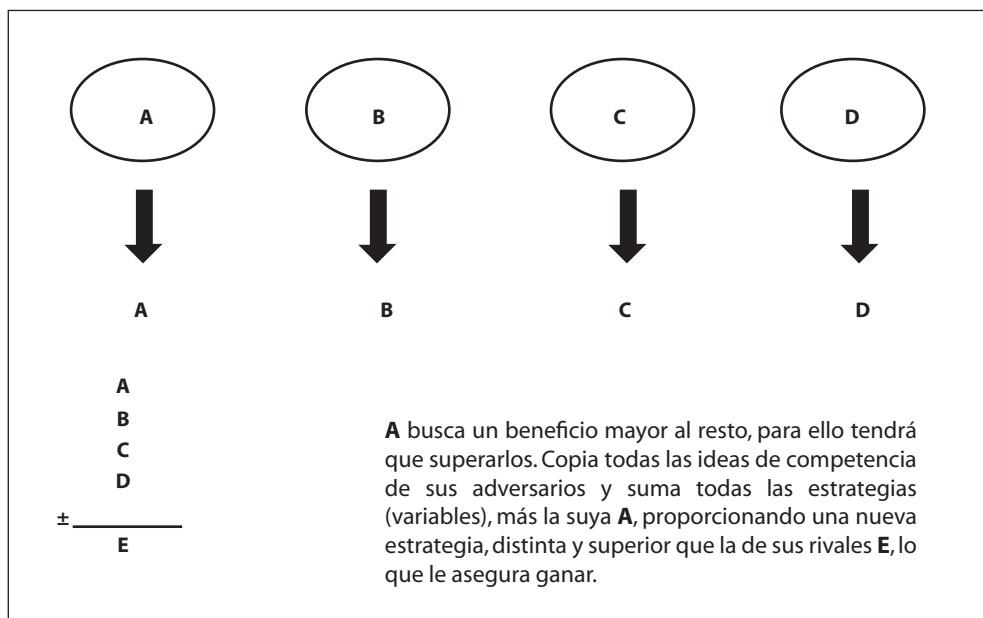 A B C D
A B C D
A
B
C
D
±
E
A busca un beneficio mayor al resto, para ello tendrá
que superarlos. Copia todas las ideas de competencia
de sus adversarios y suma todas las estrategias
(variables), más la suya A, proporcionando una nueva
estrategia, distinta y superior que la de sus rivales E, lo
que le asegura ganar.